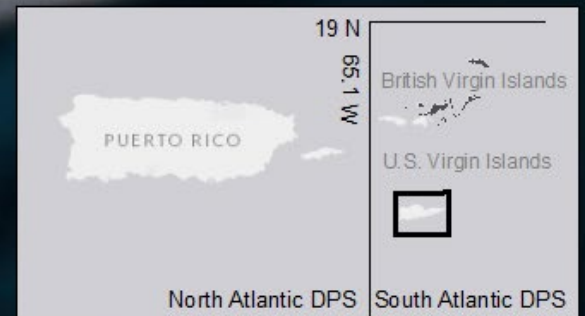 19 N
65.1 W
British Virgin Islands
PUERTO RICO
U.S. Virgin Islands
North Atlantic DPS
South Atlantic DPS